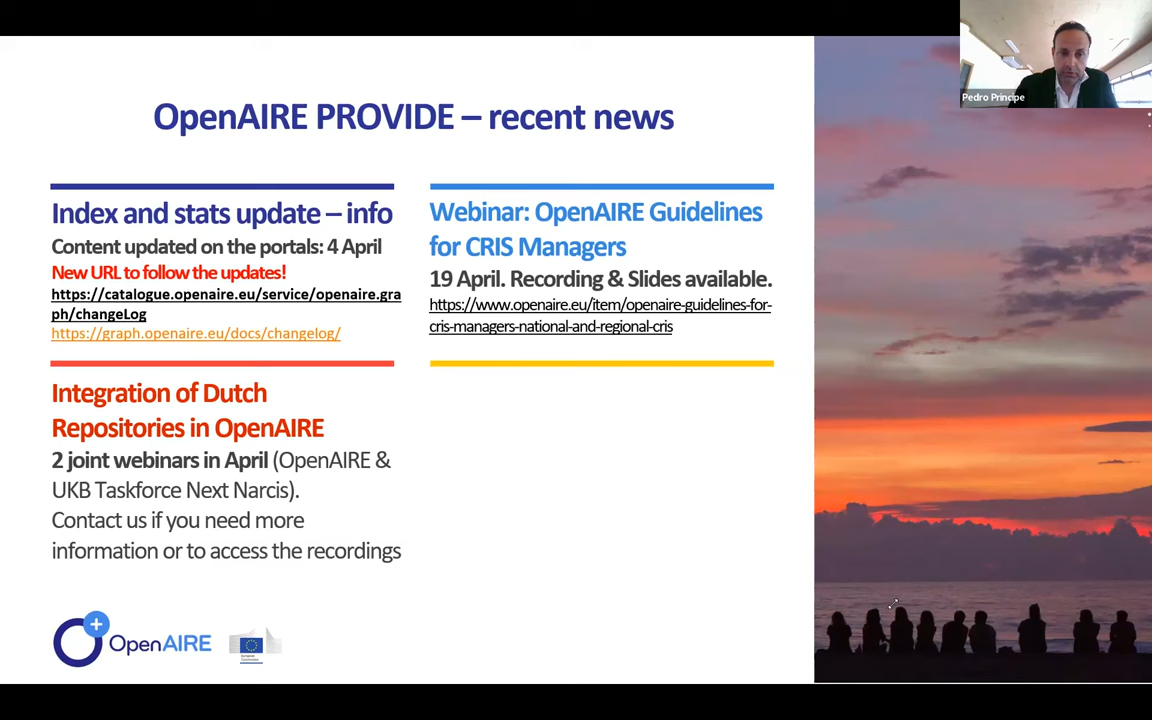 Pedro Príncipe
OpenAIRE PROVIDE – recent news
Index and stats update – info
Content updated on the portals: 4 April
New URL to follow the updates!
https://catalogue.openaire.eu/service/openaire.gra
ph/changeLog
https://graph.openaire.eu/docs/changelog/
Webinar: OpenAIRE Guidelines
for CRIS Managers
19 April. Recording & Slides available.
https://www.openaire.eu/item/openaire-guidelines-for-
cris-managers-national-and-regional-cris
Integration of Dutch
Repositories in OpenAIRE
2 joint webinars in April (OpenAIRE &
UKB Taskforce Next Narcis).
Contact us if you need more
information or to access the recordings
OpenAIRE